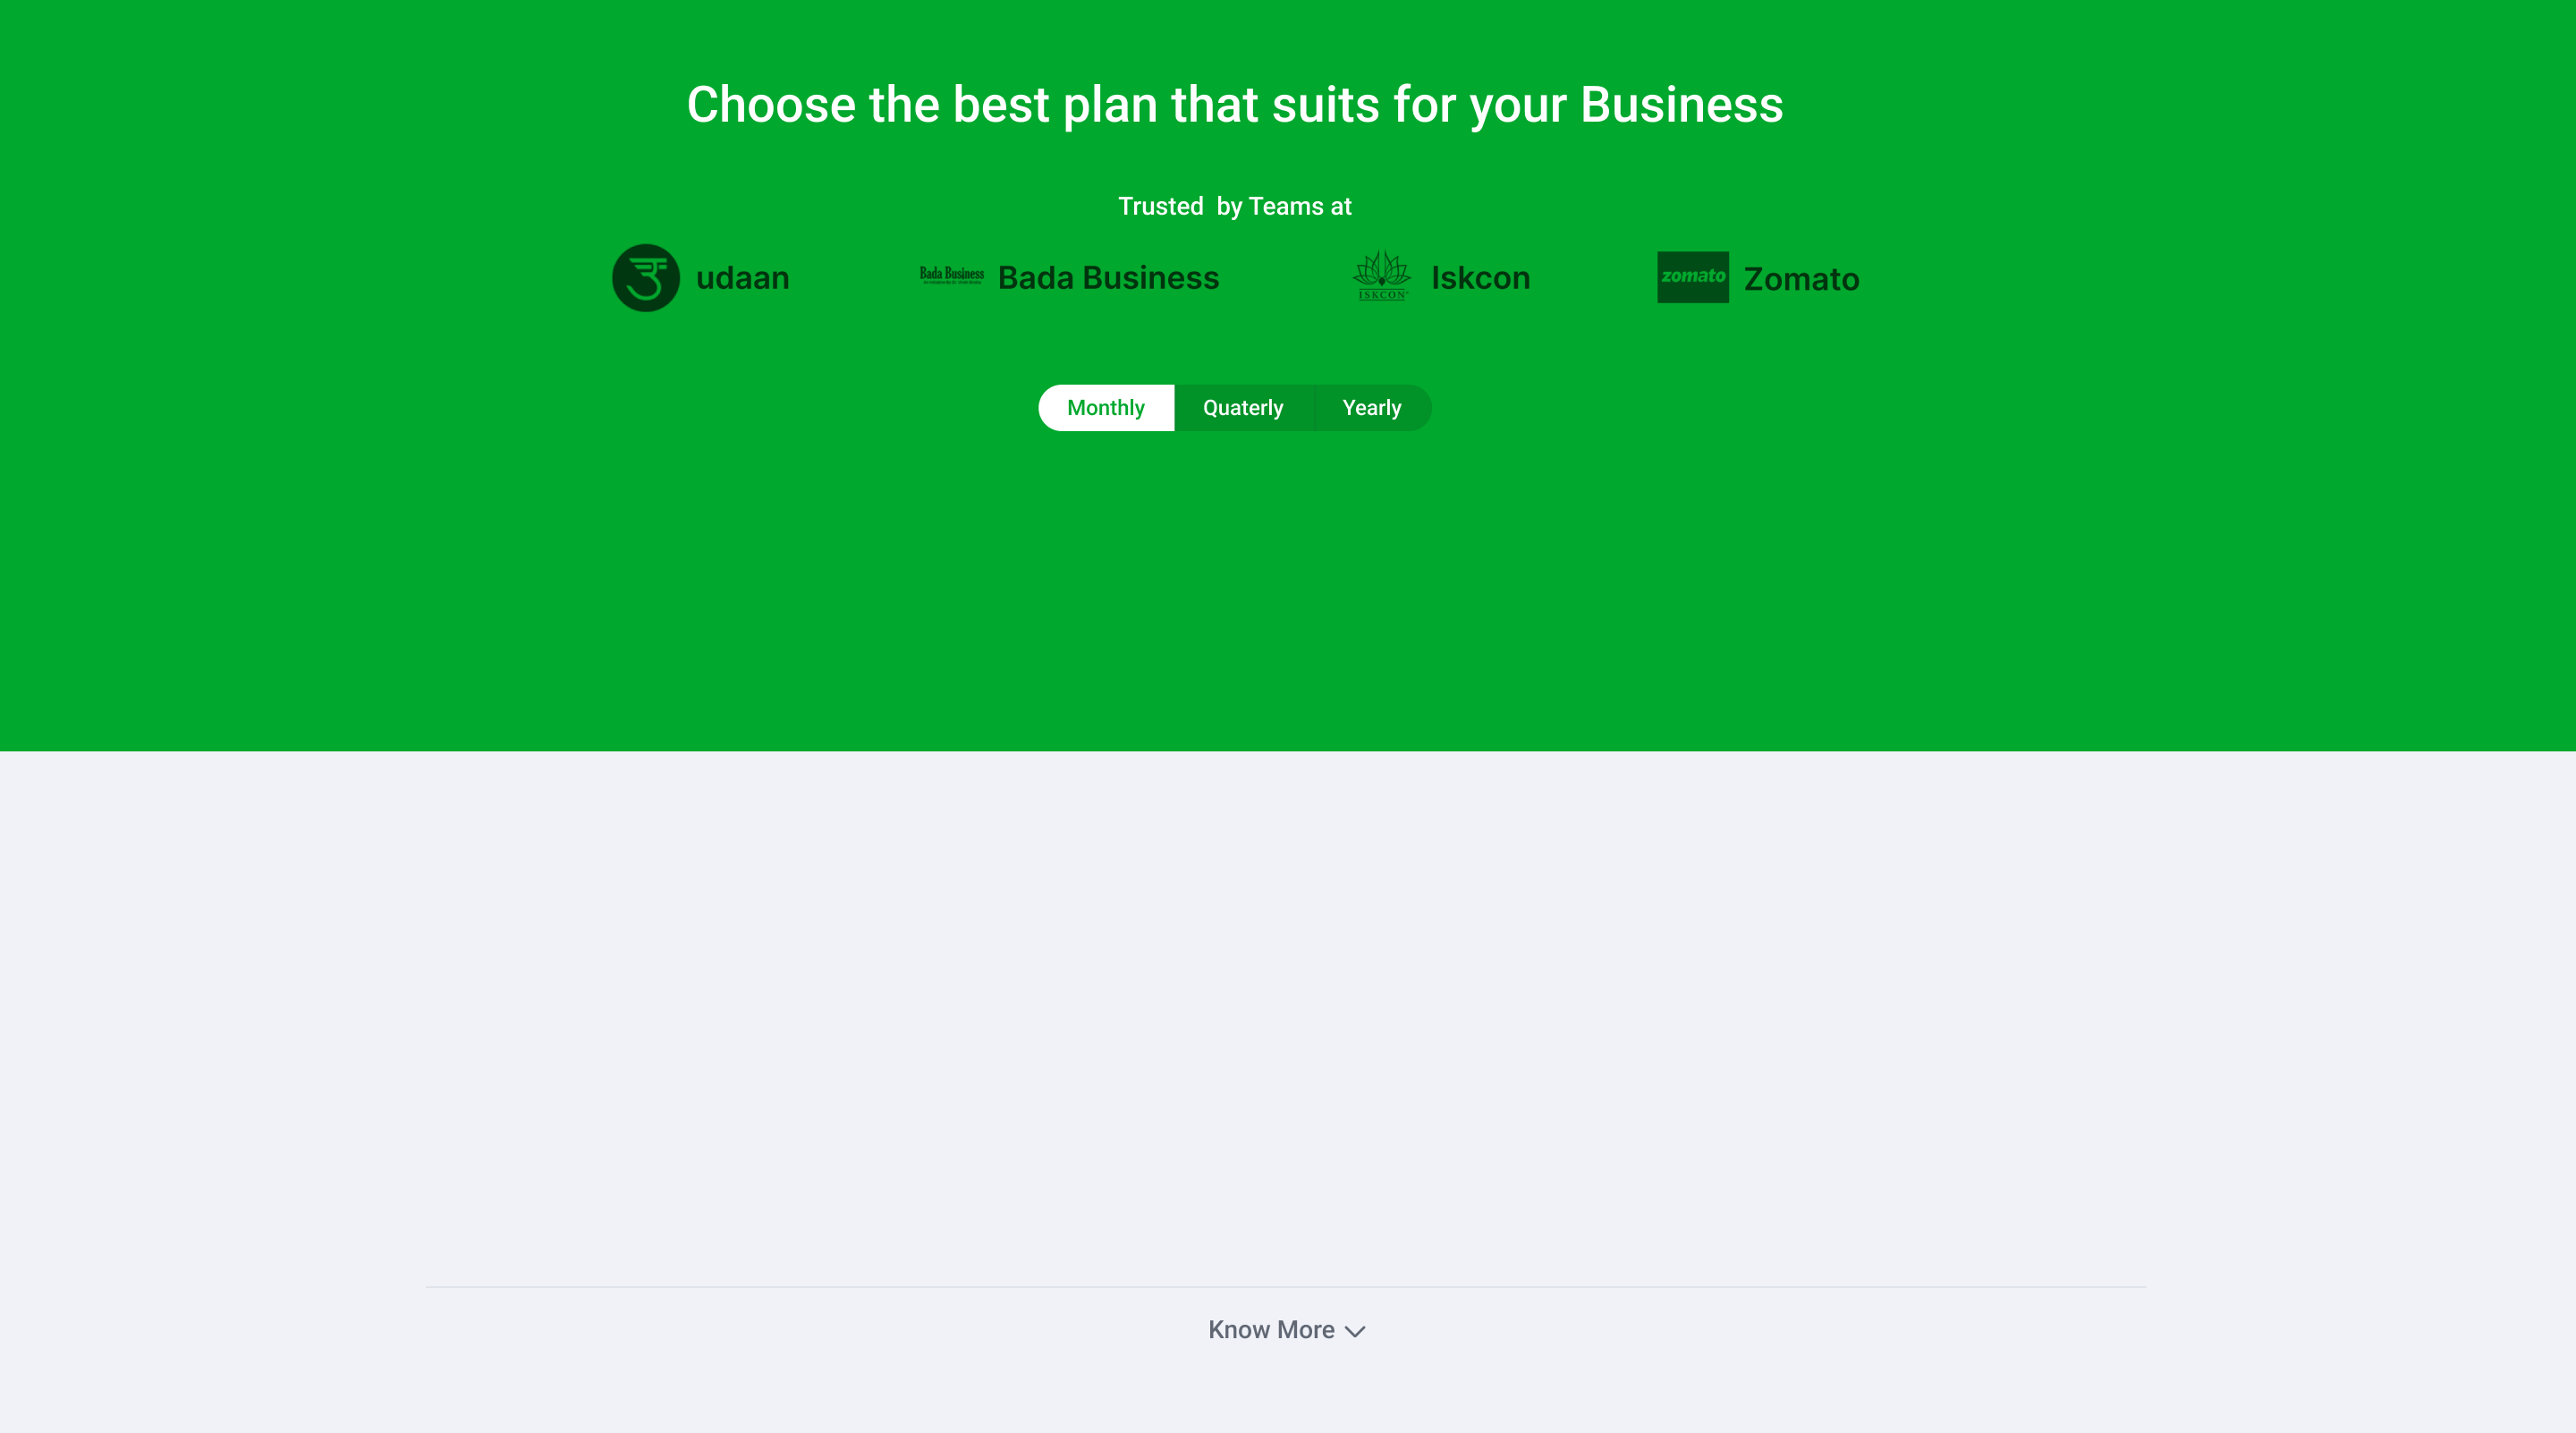 Choose the best plan that suits for your Business
Trusted  by Teams at
उ udaan Bada Business Bada Business ISKCON Iskcon zomato Zomato
Monthly Quaterly Yearly
Know More